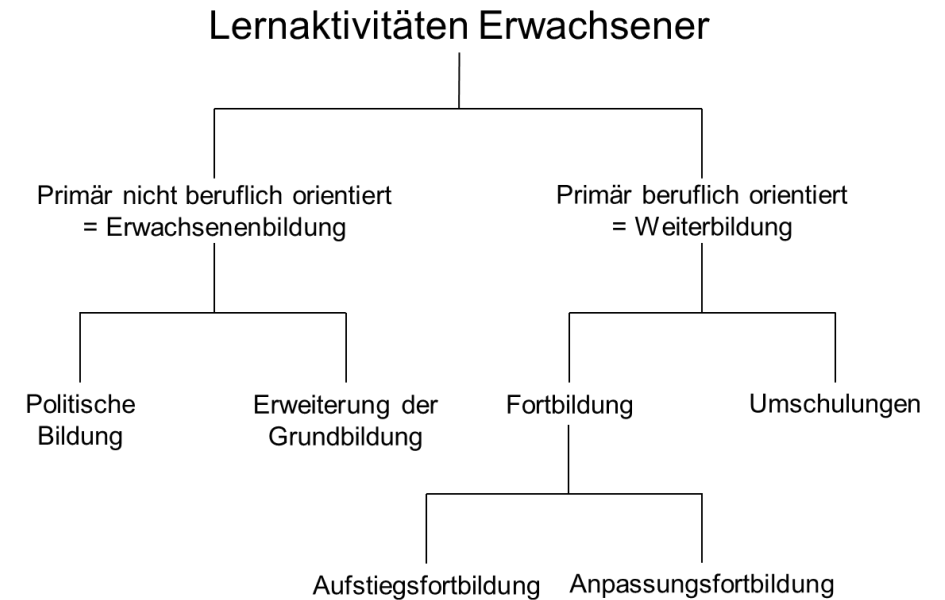 Lernaktivitäten Erwachsener
Primär nicht beruflich orientiert
= Erwachsenenbildung
Primär beruflich orientiert
= Weiterbildung
Politische
Bildung
Erweiterung der
Grundbildung
Fortbildung
Umschulungen
Aufstiegsfortbildung
Anpassungsfortbildung